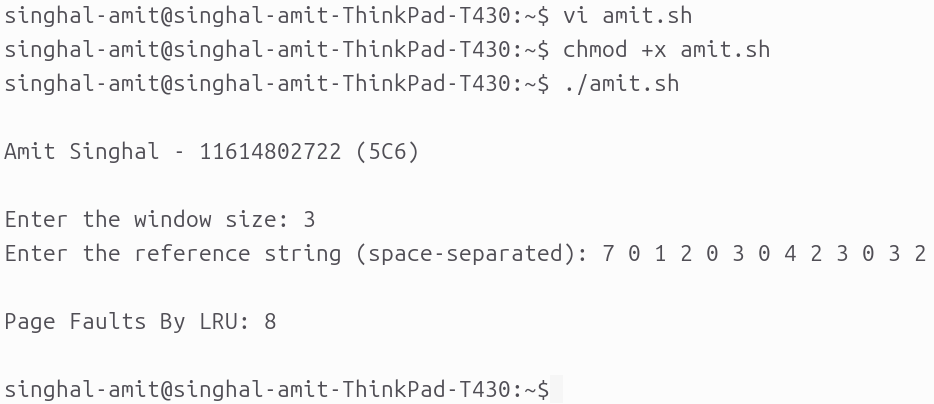 singhal-amit@singhal-amit-ThinkPad-T430:~$ vi amit.sh
singhal-amit@singhal-amit-ThinkPad-T430:~$ chmod +x amit.sh
singhal-amit@singhal-amit-ThinkPad-T430:~$ ./amit.sh
Amit Singhal - 11614802722 (5C6)
Enter the window size: 3
Enter the reference string (space-separated): 7 0 1 2 0 3 0 4 2 3 0 3 2
Page Faults By LRU: 8
singhal-amit@singhal-amit-ThinkPad-T430:~$